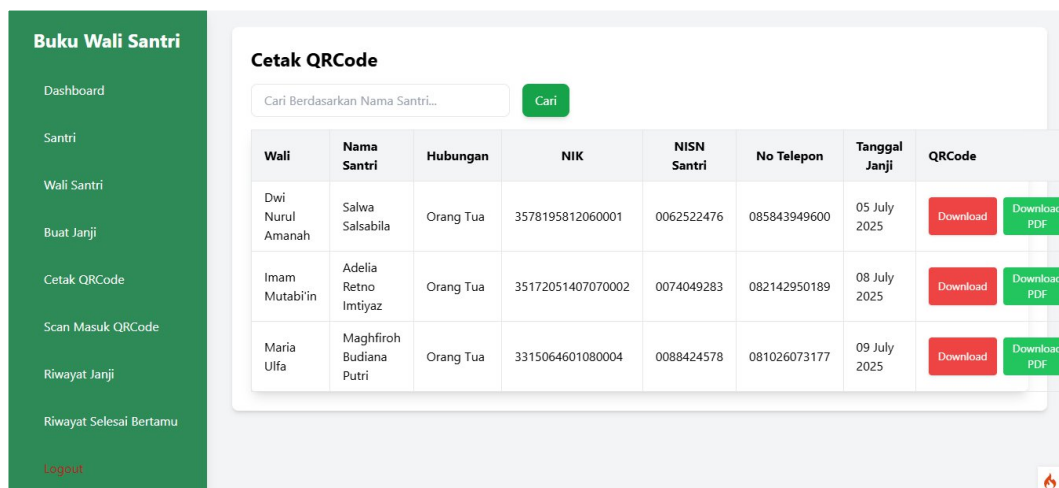 Buku Wali Santri
Dashboard
Santri
Wali Santri
Buat Janji
Cetak QRCode
Scan Masuk QRCode
Riwayat Janji
Riwayat Selesai Bertamu
Logout
Cetak QRCode
Cari Berdasarkan Nama Santri... Cari
Wali Nama Santri Hubungan NIK NISN Santri No Telepon Tanggal Janji QRCode
Dwi Nurul Amanah Salwa Salsabila Orang Tua 3578195812060001 0062522476 085843949600 05 July 2025 Download Download PDF
Imam Mutabi'in Adelia Retno Imtiyaz Orang Tua 35172051407070002 0074049283 082142950189 08 July 2025 Download Download PDF
Maria Ulfa Maghfiroh Budiana Putri Orang Tua 3315064601080004 0088424578 081026073177 09 July 2025 Download Download PDF